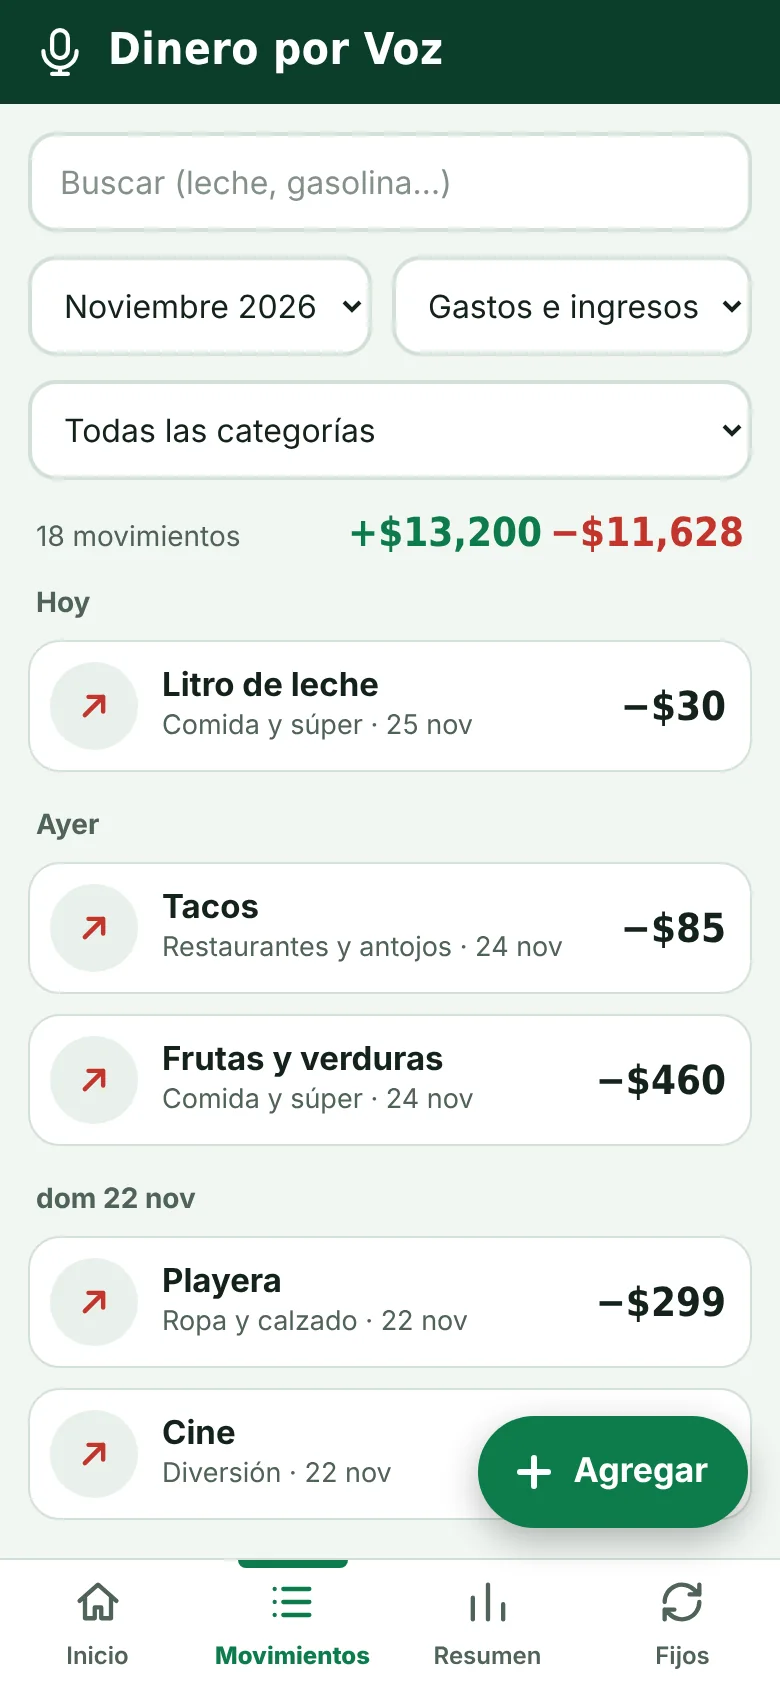 Dinero por Voz
Buscar (leche, gasolina...)
Noviembre 2026
Gastos e ingresos
Todas las categorías
18 movimientos
+$13,200 −$11,628
Hoy
Litro de leche
Comida y súper · 25 nov
−$30
Ayer
Tacos
Restaurantes y antojos · 24 nov
−$85
Frutas y verduras
Comida y súper · 24 nov
−$460
dom 22 nov
Playera
Ropa y calzado · 22 nov
−$299
Cine
Diversión · 22 nov
Agregar
Inicio
Movimientos
Resumen
Fijos